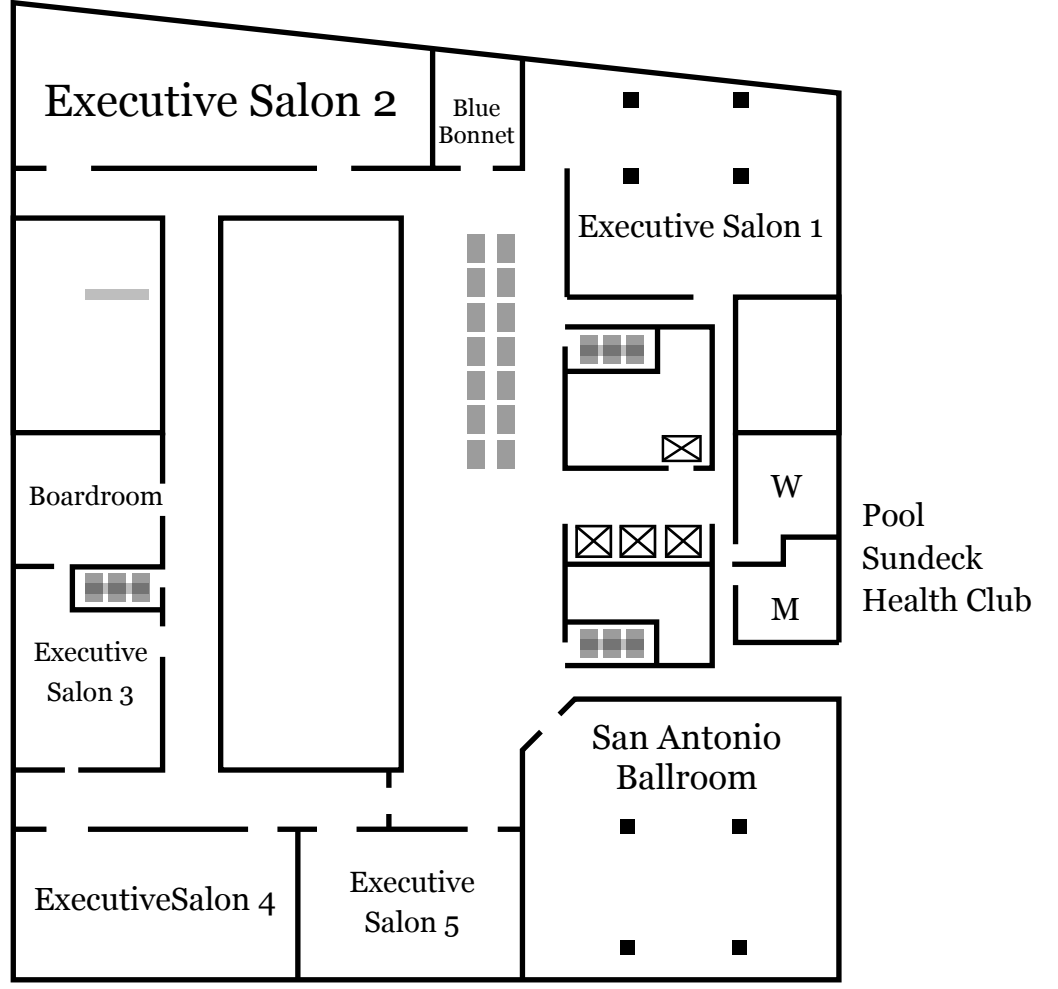 Executive Salon 2
Blue
Bonnet
Executive Salon 1
Boardroom
W
Pool
Sundeck
Health Club
M
Executive
Salon 3
San Antonio
Ballroom
ExecutiveSalon 4
Executive
Salon 5